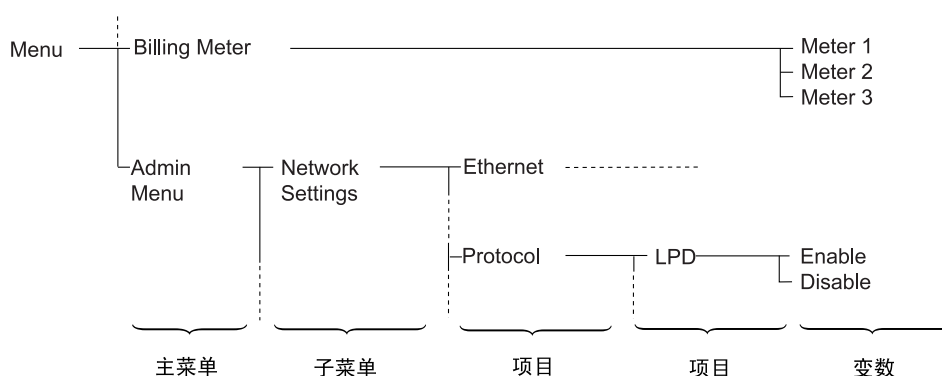 Menu
Billing Meter
Meter 1
Meter 2
Meter 3
Admin
Menu
Network
Settings
Ethernet
Protocol
LPD
Enable
Disable
主菜单
子菜单
项目
项目
变数